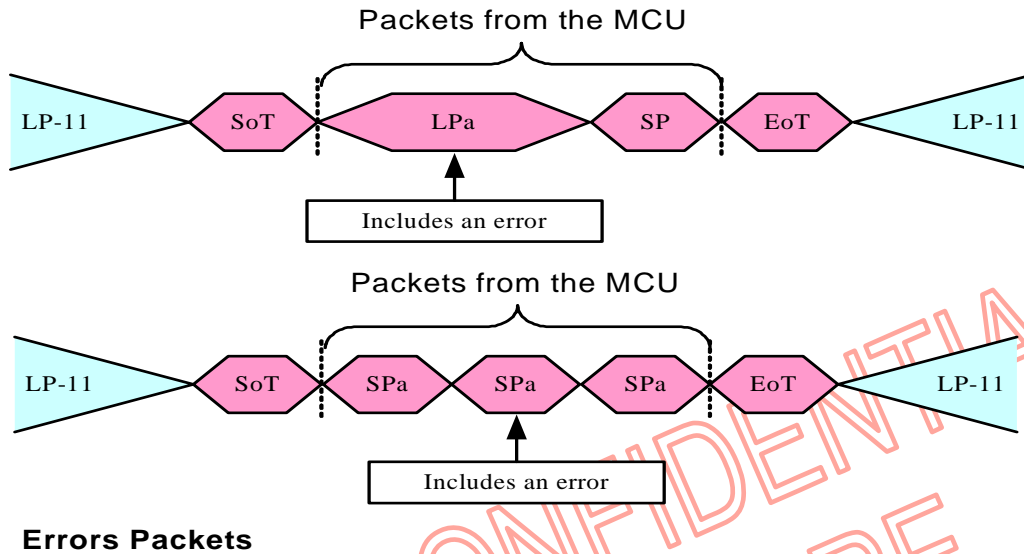 Packets from the MCU
LP-11 SoT LPa SP EoT LP-11
Includes an error
Packets from the MCU
LP-11 SoT SPa SPa SPa EoT LP-11
Includes an error
Errors Packets